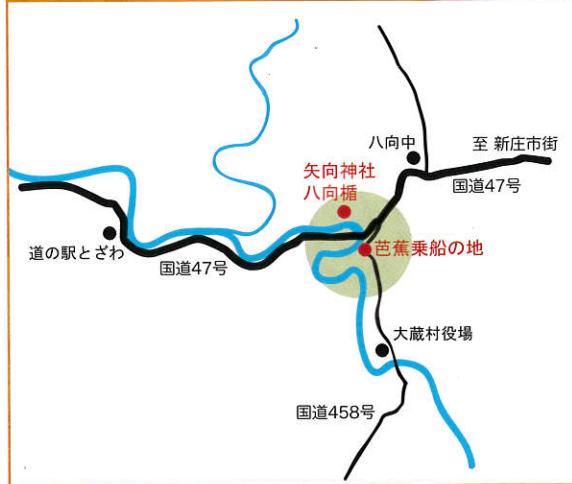 八向中
至 新庄市街
国道47号
矢向神社
八向楯
芭蕉乗船の地
道の駅とざわ
国道47号
大蔵村役場
国道458号